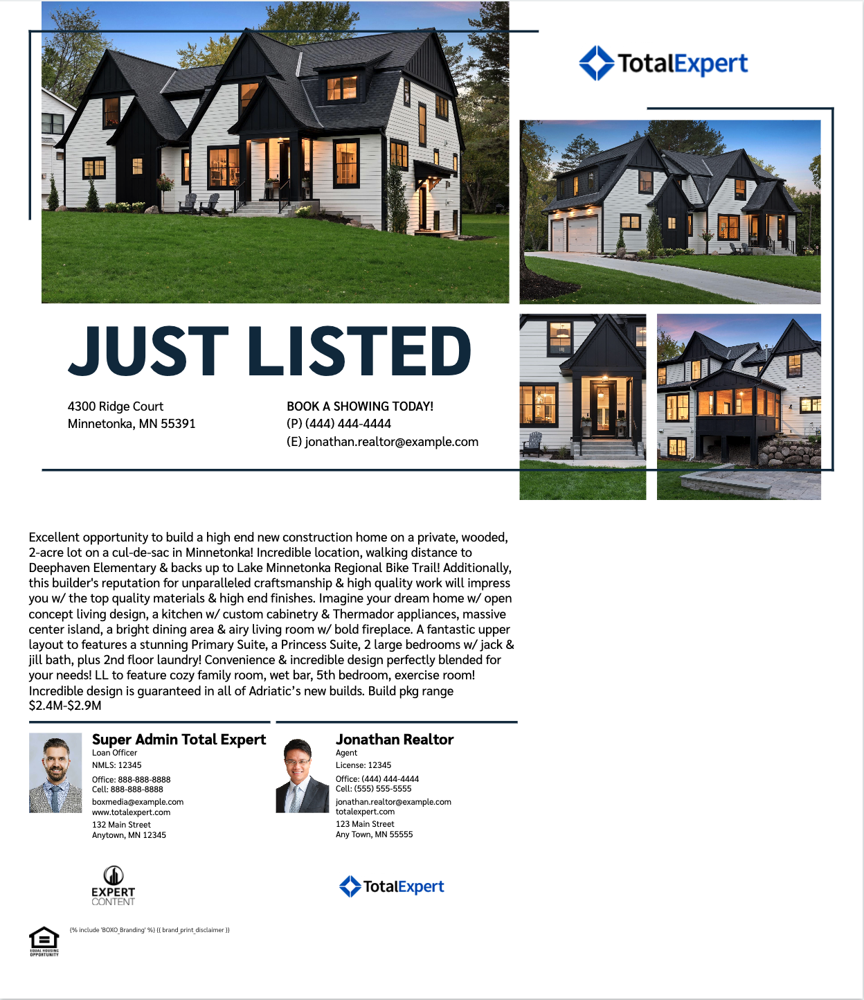 TotalExpert
JUST LISTED
4300 Ridge Court
Minnetonka, MN 55391
BOOK A SHOWING TODAY!
(P) (444) 444-4444
(E) jonathan.realtor@example.com
Excellent opportunity to build a high end new construction home on a private, wooded,
2-acre lot on a cul-de-sac in Minnetonka! Incredible location, walking distance to
Deephaven Elementary & backs up to Lake Minnetonka Regional Bike Trail! Additionally,
this builder's reputation for unparalleled craftsmanship & high quality work will impress
you w/ the top quality materials & high end finishes. Imagine your dream home w/ open
concept living design, a kitchen w/ custom cabinetry & Thermador appliances, massive
center island, a bright dining area & airy living room w/ bold fireplace. A fantastic upper
layout to features a stunning Primary Suite, a Princess Suite, 2 large bedrooms w/ jack &
jill bath, plus 2nd floor laundry! Convenience & incredible design perfectly blended for
your needs! LL to feature cozy family room, wet bar, 5th bedroom, exercise room!
Incredible design is guaranteed in all of Adriatic’s new builds. Build pkg range
$2.4M-$2.9M
Super Admin Total Expert
Loan Officer
NMLS: 12345
Office: 888-888-8888
Cell: 888-888-8888
boxmedia@example.com
www.totalexpert.com
132 Main Street
Anytown, MN 12345
EXPERT
CONTENT
Jonathan Realtor
Agent
License: 12345
Office: (444) 444-4444
Cell: (555) 555-5555
jonathan.realtor@example.com
totalexpert.com
123 Main Street
Any Town, MN 55555
TotalExpert
EQUAL HOUSING
OPPORTUNITY
{% include 'BOXO_Branding' %} {{ brand_print_disclaimer }}